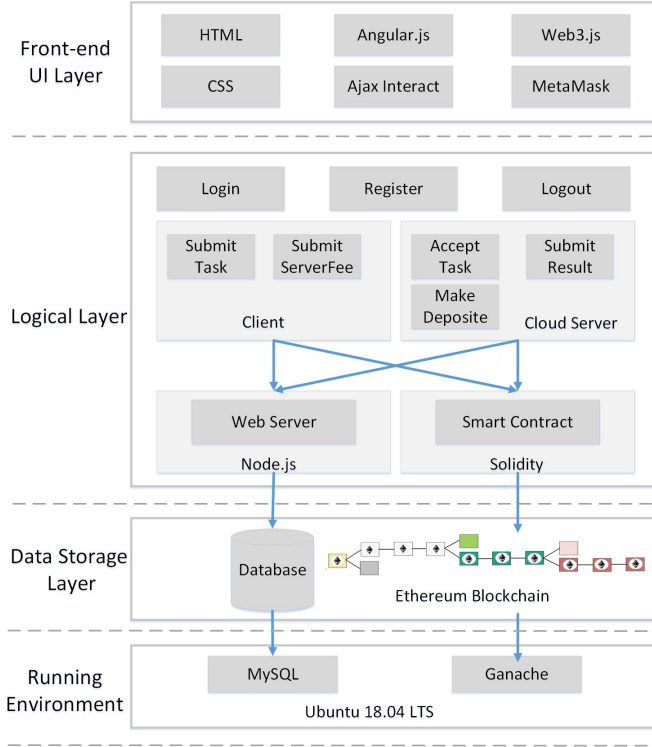 Front-end
UI Layer
HTML
Angular.js
Web3.js
CSS
Ajax Interact
MetaMask
Logical Layer
Login
Register
Logout
Submit
Task
Submit
ServerFee
Client
Accept
Task
Submit
Result
Make
Deposite
Cloud Server
Web Server
Node.js
Smart Contract
Solidity
Data Storage
Layer
Database
Ethereum Blockchain
Running
Environment
MySQL
Ganache
Ubuntu 18.04 LTS